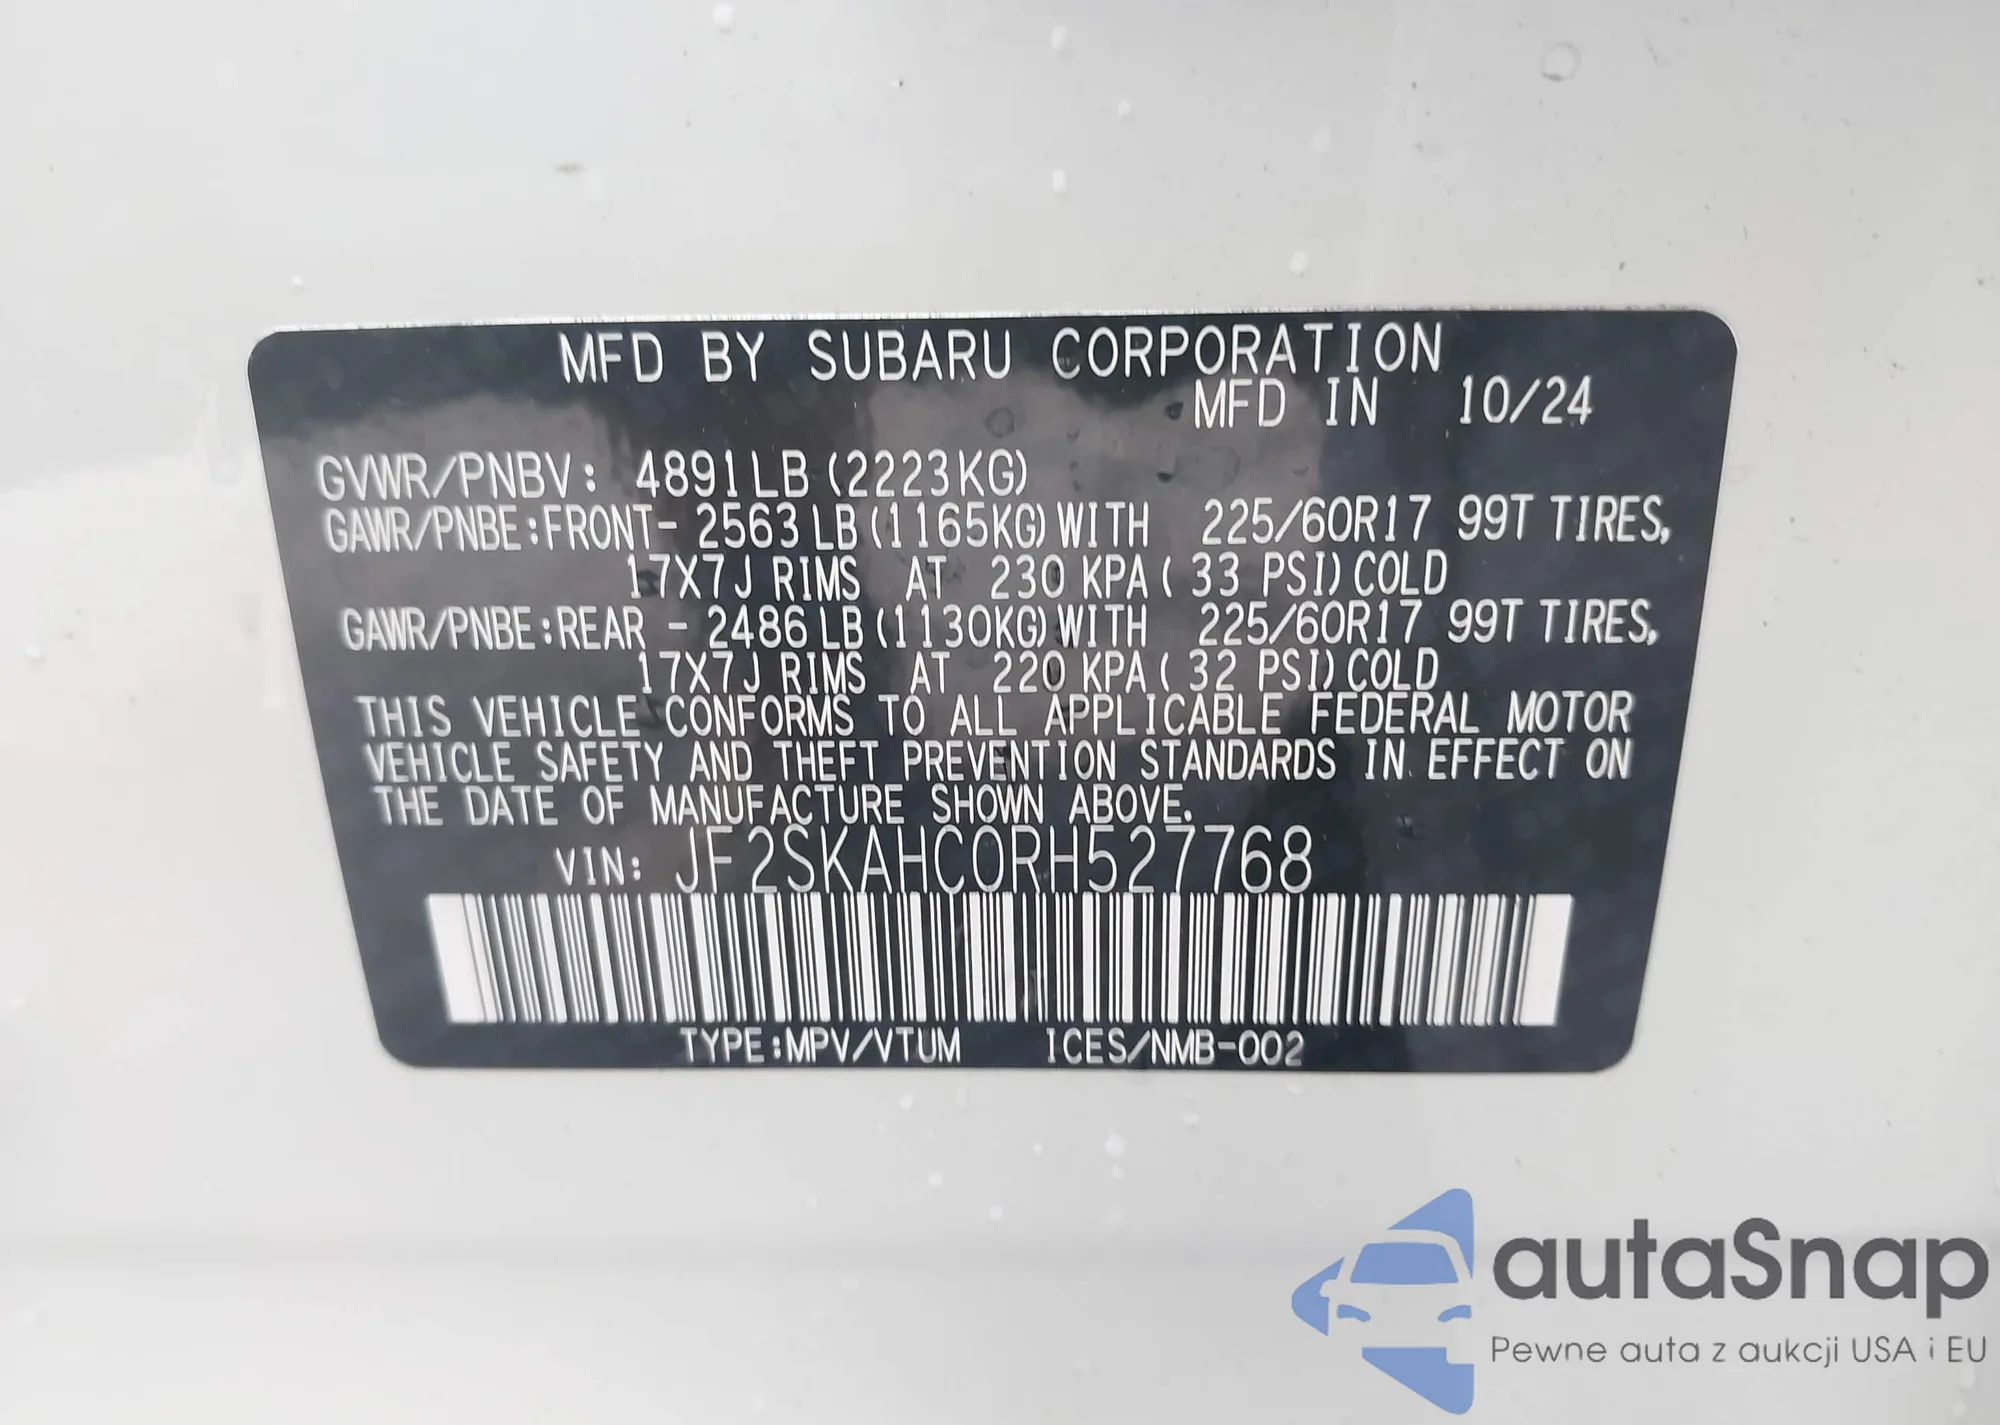 MFD BY SUBARU CORPORATION
MFD IN 10/24
GVWR/PNBV: 4891LB (2223KG)
GAWR/PNBE:FRONT- 2563 LB (1165KG) WITH 225/60R17 99T TIRES,
17X7J RIMS AT 230 KPA ( 33 PSI) COLD
GAWR/PNBE:REAR - 2486 LB (1130KG) WITH 225/60R17 99T TIRES,
17X7J RIMS AT 220 KPA ( 32 PSI) COLD
THIS VEHICLE CONFORMS TO ALL APPLICABLE FEDERAL MOTOR
VEHICLE SAFETY AND THEFT PREVENTION STANDARDS IN EFFECT ON
THE DATE OF MANUFACTURE SHOWN ABOVE.
VIN: JF2SKAHC0RH527768
TYPE:MPV/VTUM ICES/NMB-002
autaSnap
Pewne auta z aukcji USA i EU